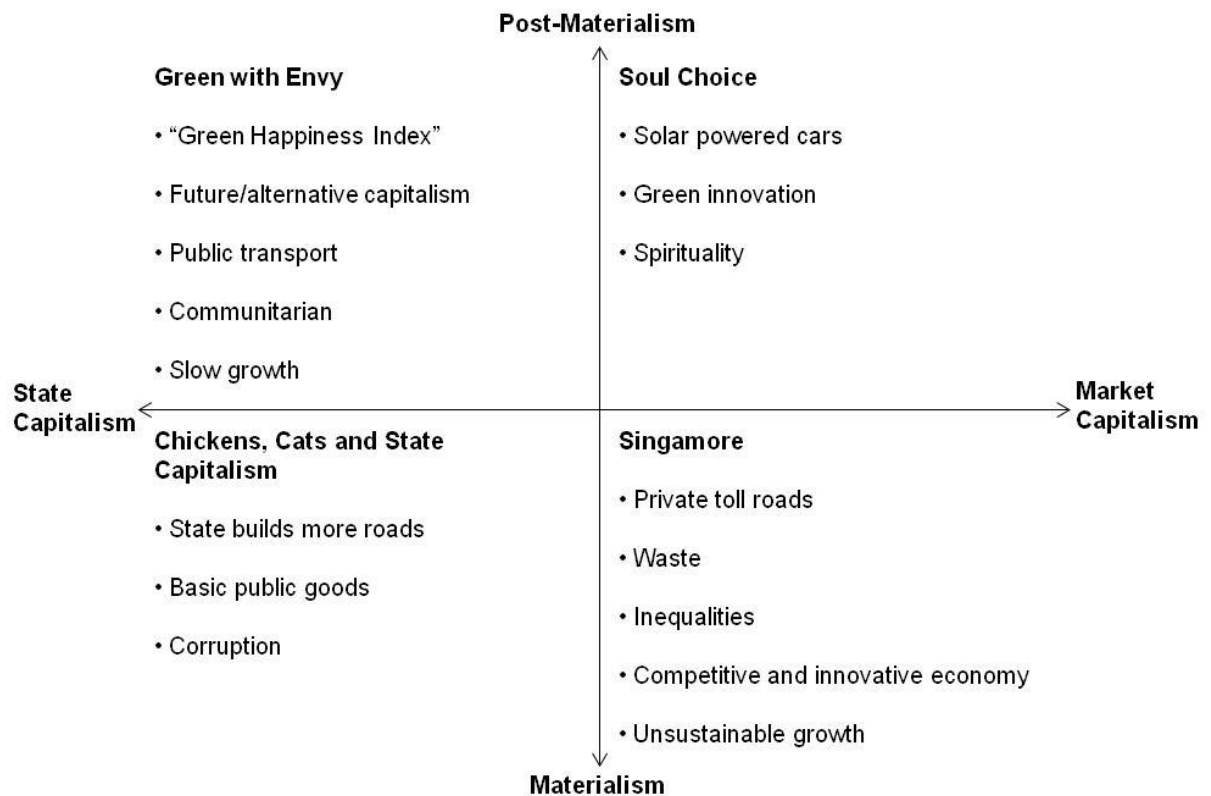 Post-Materialism
Green with Envy
• “Green Happiness Index”
• Future/alternative capitalism
• Public transport
• Communitarian
• Slow growth
Soul Choice
• Solar powered cars
• Green innovation
• Spirituality
State
Capitalism
Market
Capitalism
Chickens, Cats and State
Capitalism
• State builds more roads
• Basic public goods
• Corruption
Singamore
• Private toll roads
• Waste
• Inequalities
• Competitive and innovative economy
• Unsustainable growth
Materialism